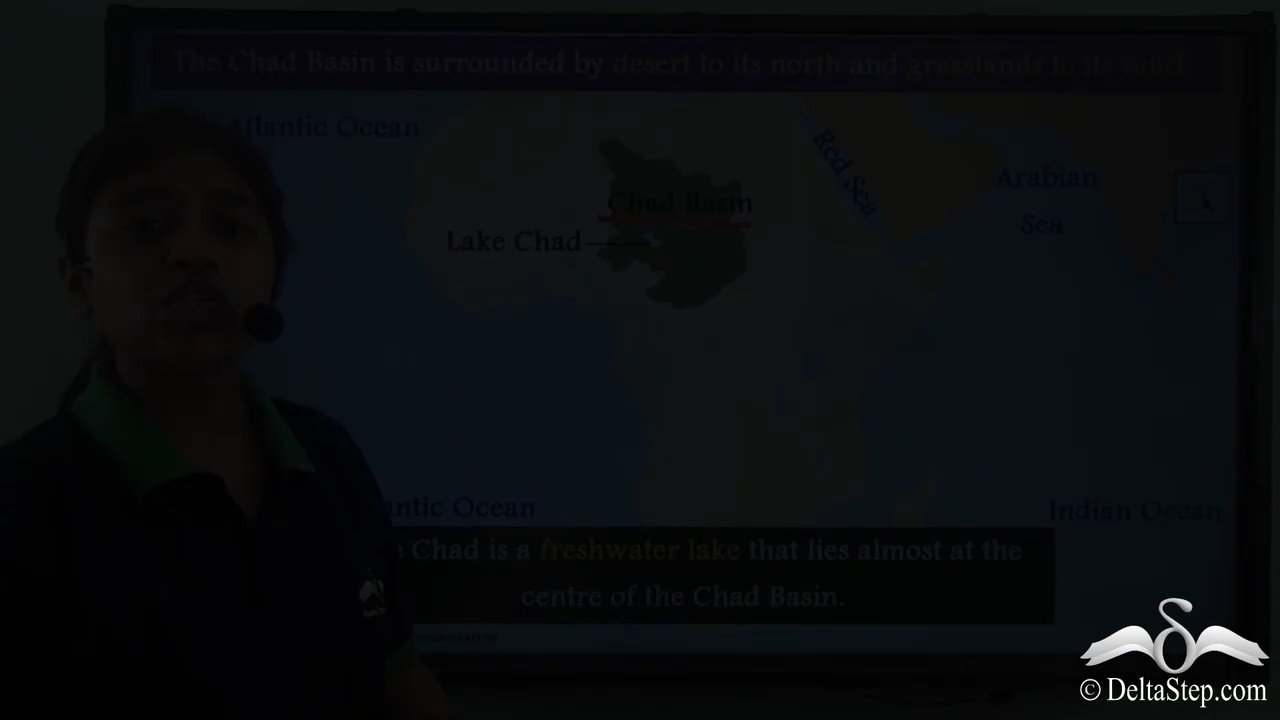 The Chad Basin is surrounded by desert to its north and grasslands to its south
Atlantic Ocean
Red Sea
Arabian
Sea
Chad Basin
Lake Chad
antic Ocean
Indian Ocean
e Chad is a freshwater lake that lies almost at the
centre of the Chad Basin.
© DeltaStep.com